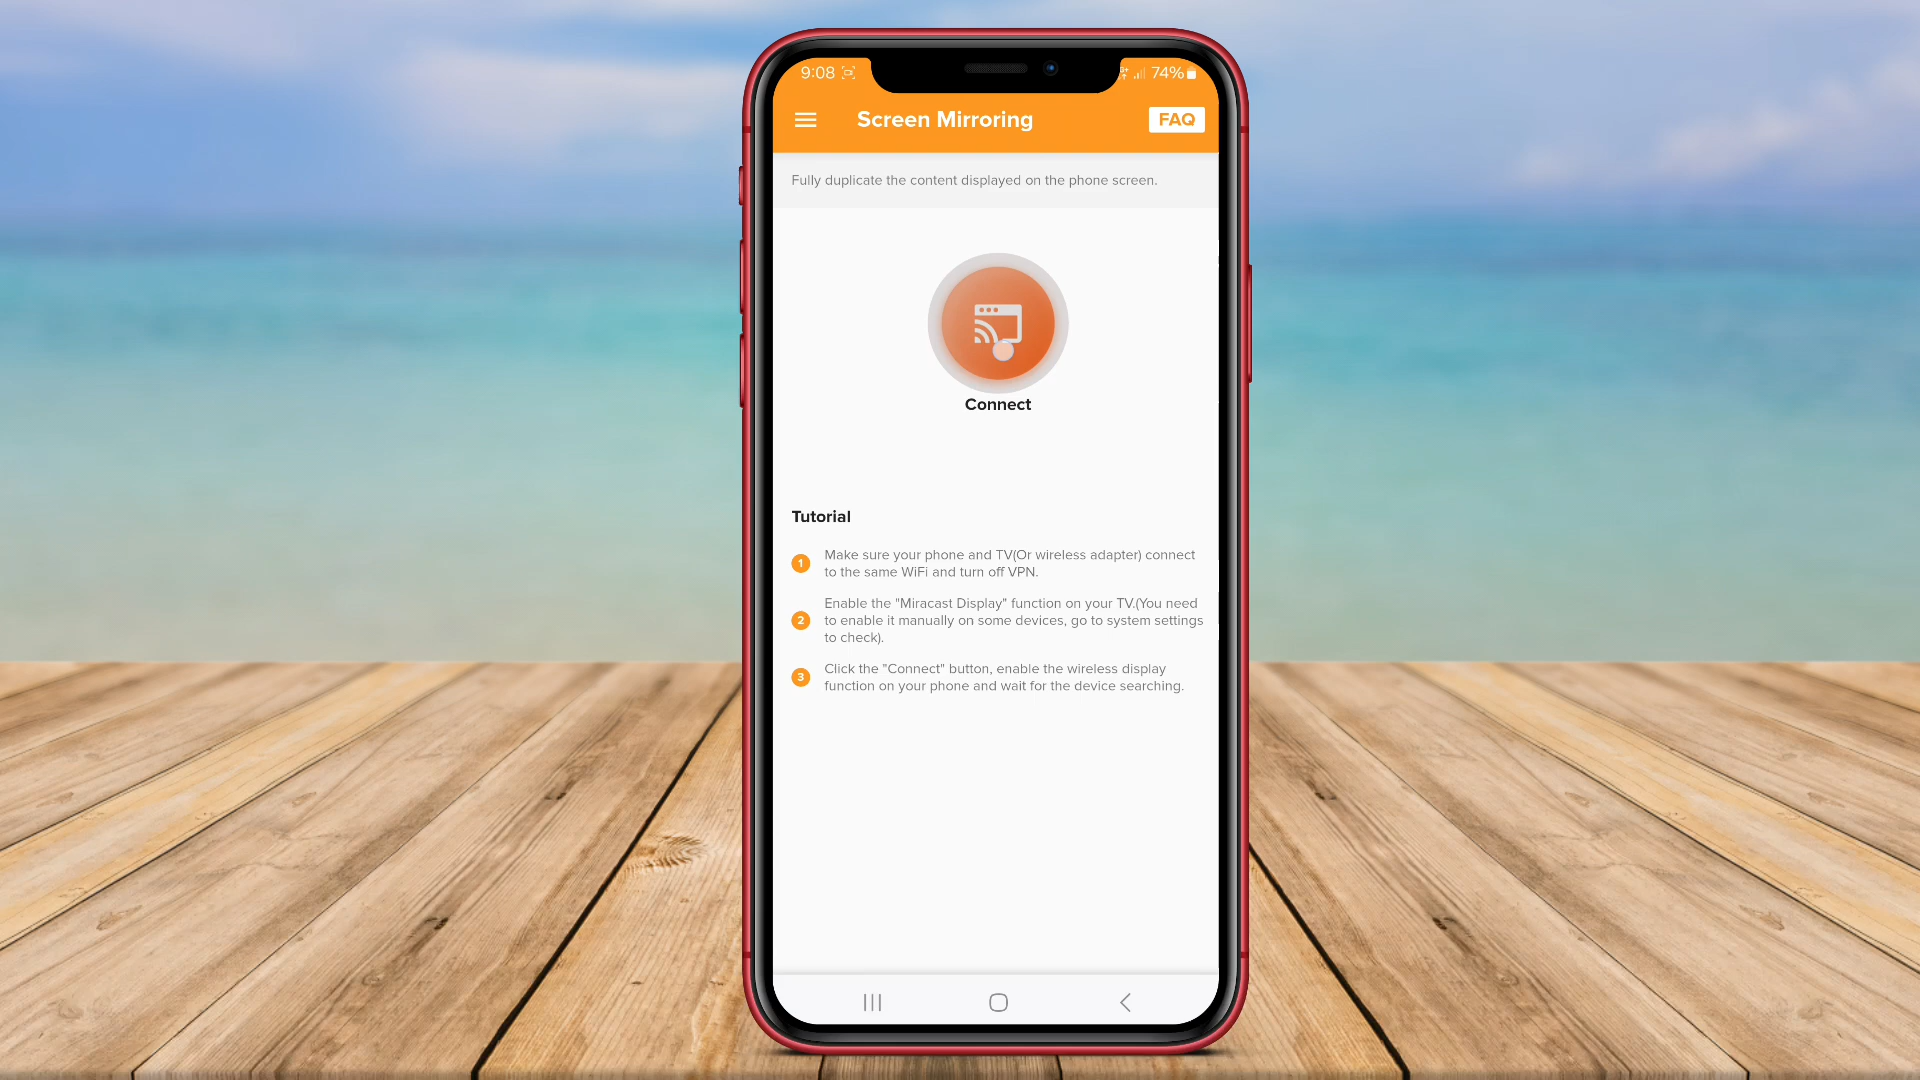 9:08 74%
Screen Mirroring FAQ
Fully duplicate the content displayed on the phone screen.
Connect
Tutorial
1 Make sure your phone and TV(Or wireless adapter) connect
to the same WiFi and turn off VPN.
Enable the "Miracast Display" function on your TV.(You need
2 to enable it manually on some devices, go to system settings
to check).
3 Click the "Connect" button, enable the wireless display
function on your phone and wait for the device searching.